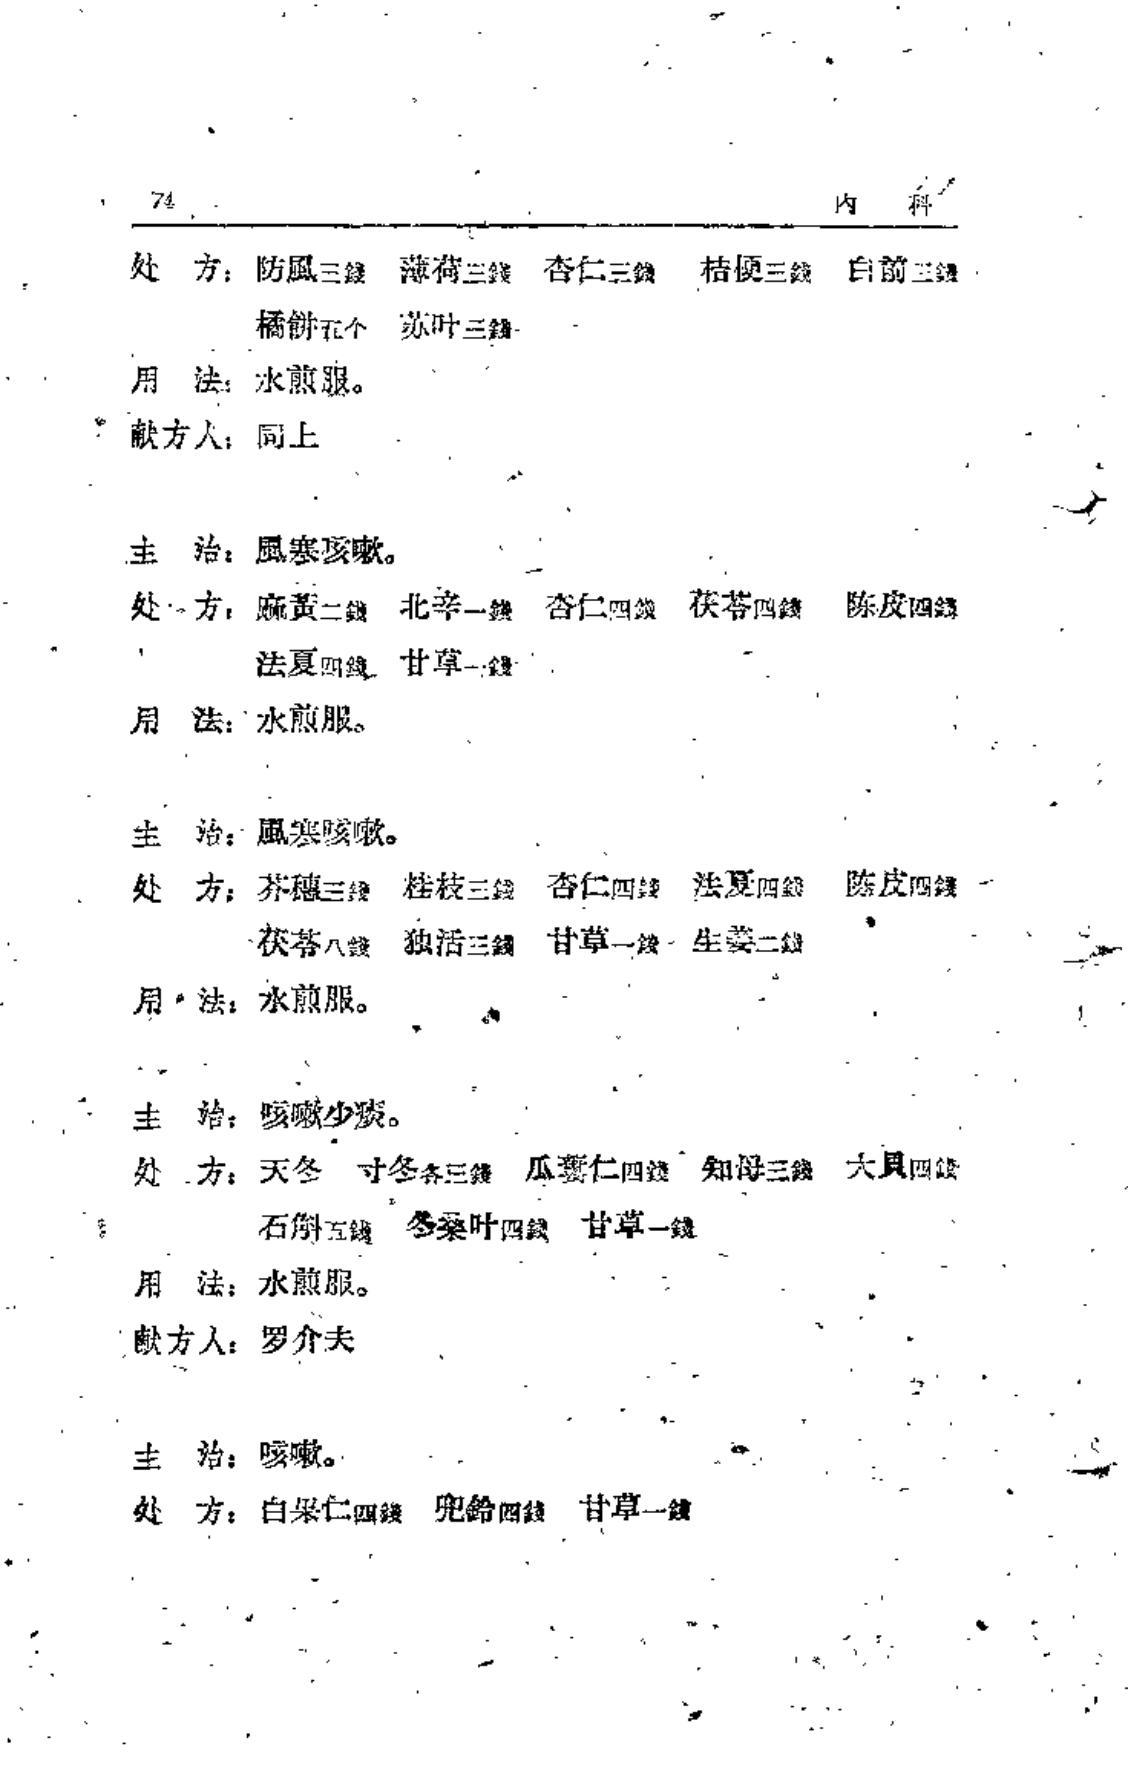 74 内 科
处 方：防風三錢 薄荷三錢 杏仁三錢 桔梗三錢 白前三錢
橘餅五个 苏叶三錢
用 法：水煎服。
献方人：同上
主 治：風寒咳嗽。
处 方：麻黃二錢 北辛一錢 杏仁四錢 茯苓四錢 陈皮四錢
法夏四錢 甘草一錢
用 法：水煎服。
主 治：風寒咳嗽。
处 方：芥穗三錢 桂枝三錢 杏仁四錢 法夏四錢 陈皮四錢
茯苓八錢 独活三錢 甘草一錢 生姜二錢
用 法：水煎服。
主 治：咳嗽少痰。
处 方：天冬 寸冬各三錢 瓜蔞仁四錢 知母三錢 大貝四錢
石斛五錢 冬桑叶四錢 甘草一錢
用 法：水煎服。
献方人：罗介夫
主 治：咳嗽。
处 方：白果仁四錢 兜鈴四錢 甘草一錢